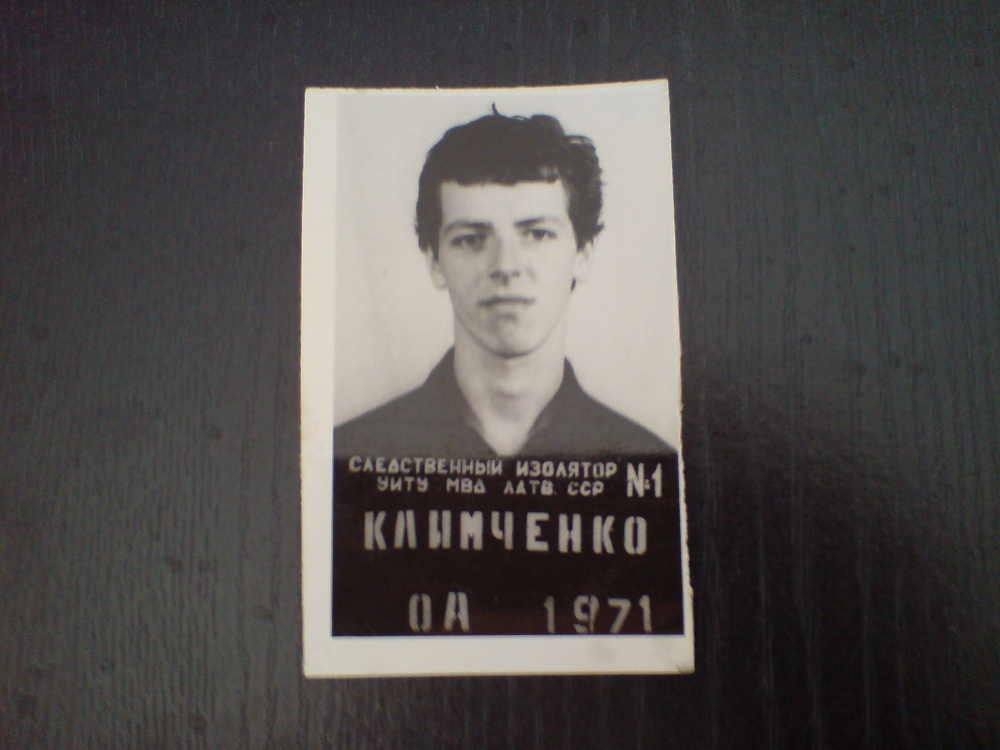 СЛЕДСТВЕННЫЙ ИЗОЛЯТОР №1
УИТУ МВД ЛАТВ. ССР
КЛИМЧЕНКО
ОА 1971